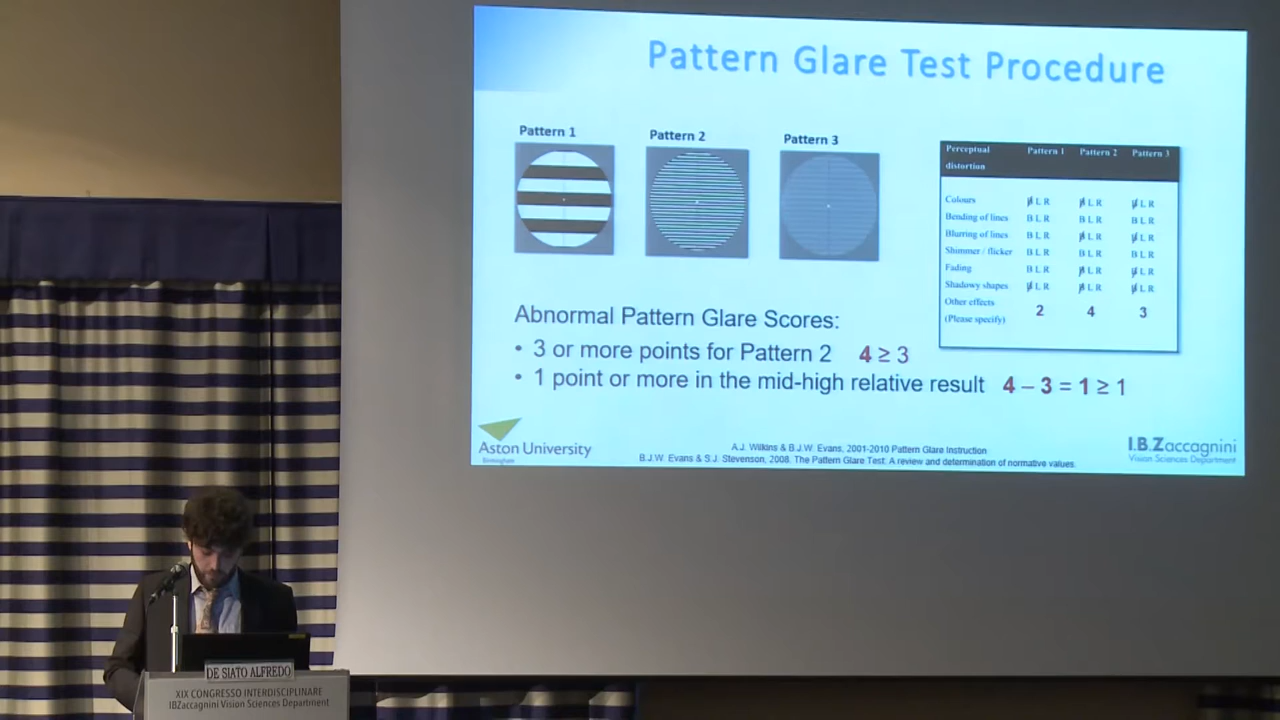 Pattern Glare Test Procedure
Pattern 1 Pattern 2 Pattern 3
Perceptual distortion Pattern 1 Pattern 2 Pattern 3
Colours B L R B L R B L R
Bending of lines B L R B L R B L R
Blurring of lines B L R B L R B L R
Shimmer / flicker B L R B L R B L R
Fading B L R B L R B L R
Shadowy shapes B L R B L R B L R
Other effects
(Please specify) 2 4 3
Abnormal Pattern Glare Scores:
• 3 or more points for Pattern 2 4 ≥ 3
• 1 point or more in the mid-high relative result 4 – 3 = 1 ≥ 1
Aston University
Birmingham
A.J. Wilkins & B.J.W. Evans, 2001-2010 Pattern Glare Instruction
B.J.W. Evans & S.J. Stevenson, 2008. The Pattern Glare Test: A review and determination of normative values.
I.B.Zaccagnini
Vision Sciences Department
DE SIATO ALFREDO
XIX CONGRESSO INTERDISCIPLINARE
IBZaccagnini Vision Sciences Department